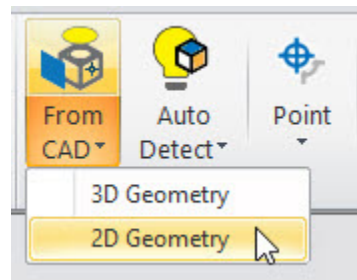 From
CAD
Auto
Detect
Point
3D Geometry
2D Geometry